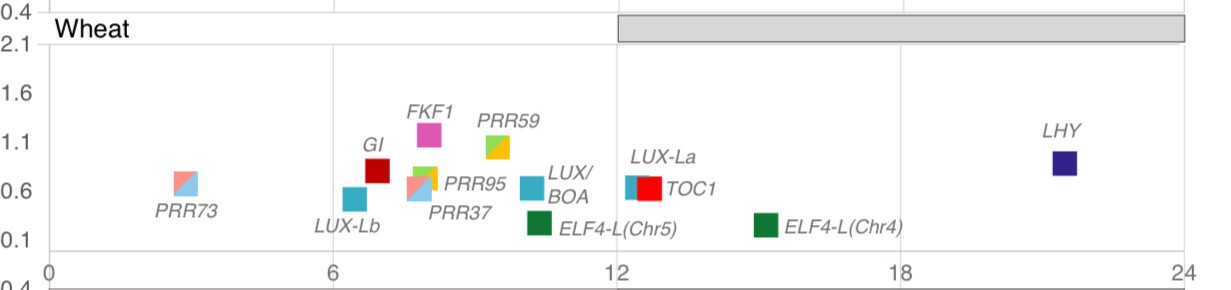 0.4
Wheat
2.1
1.6
FKF1
PRR59
LHY
1.1
GI
LUX-La
LUX/
BOA
0.6
PRR95
TOC1
PRR73
PRR37
LUX-Lb
ELF4-L(Chr5)
ELF4-L(Chr4)
0.1
0 6 12 18 24
0.4